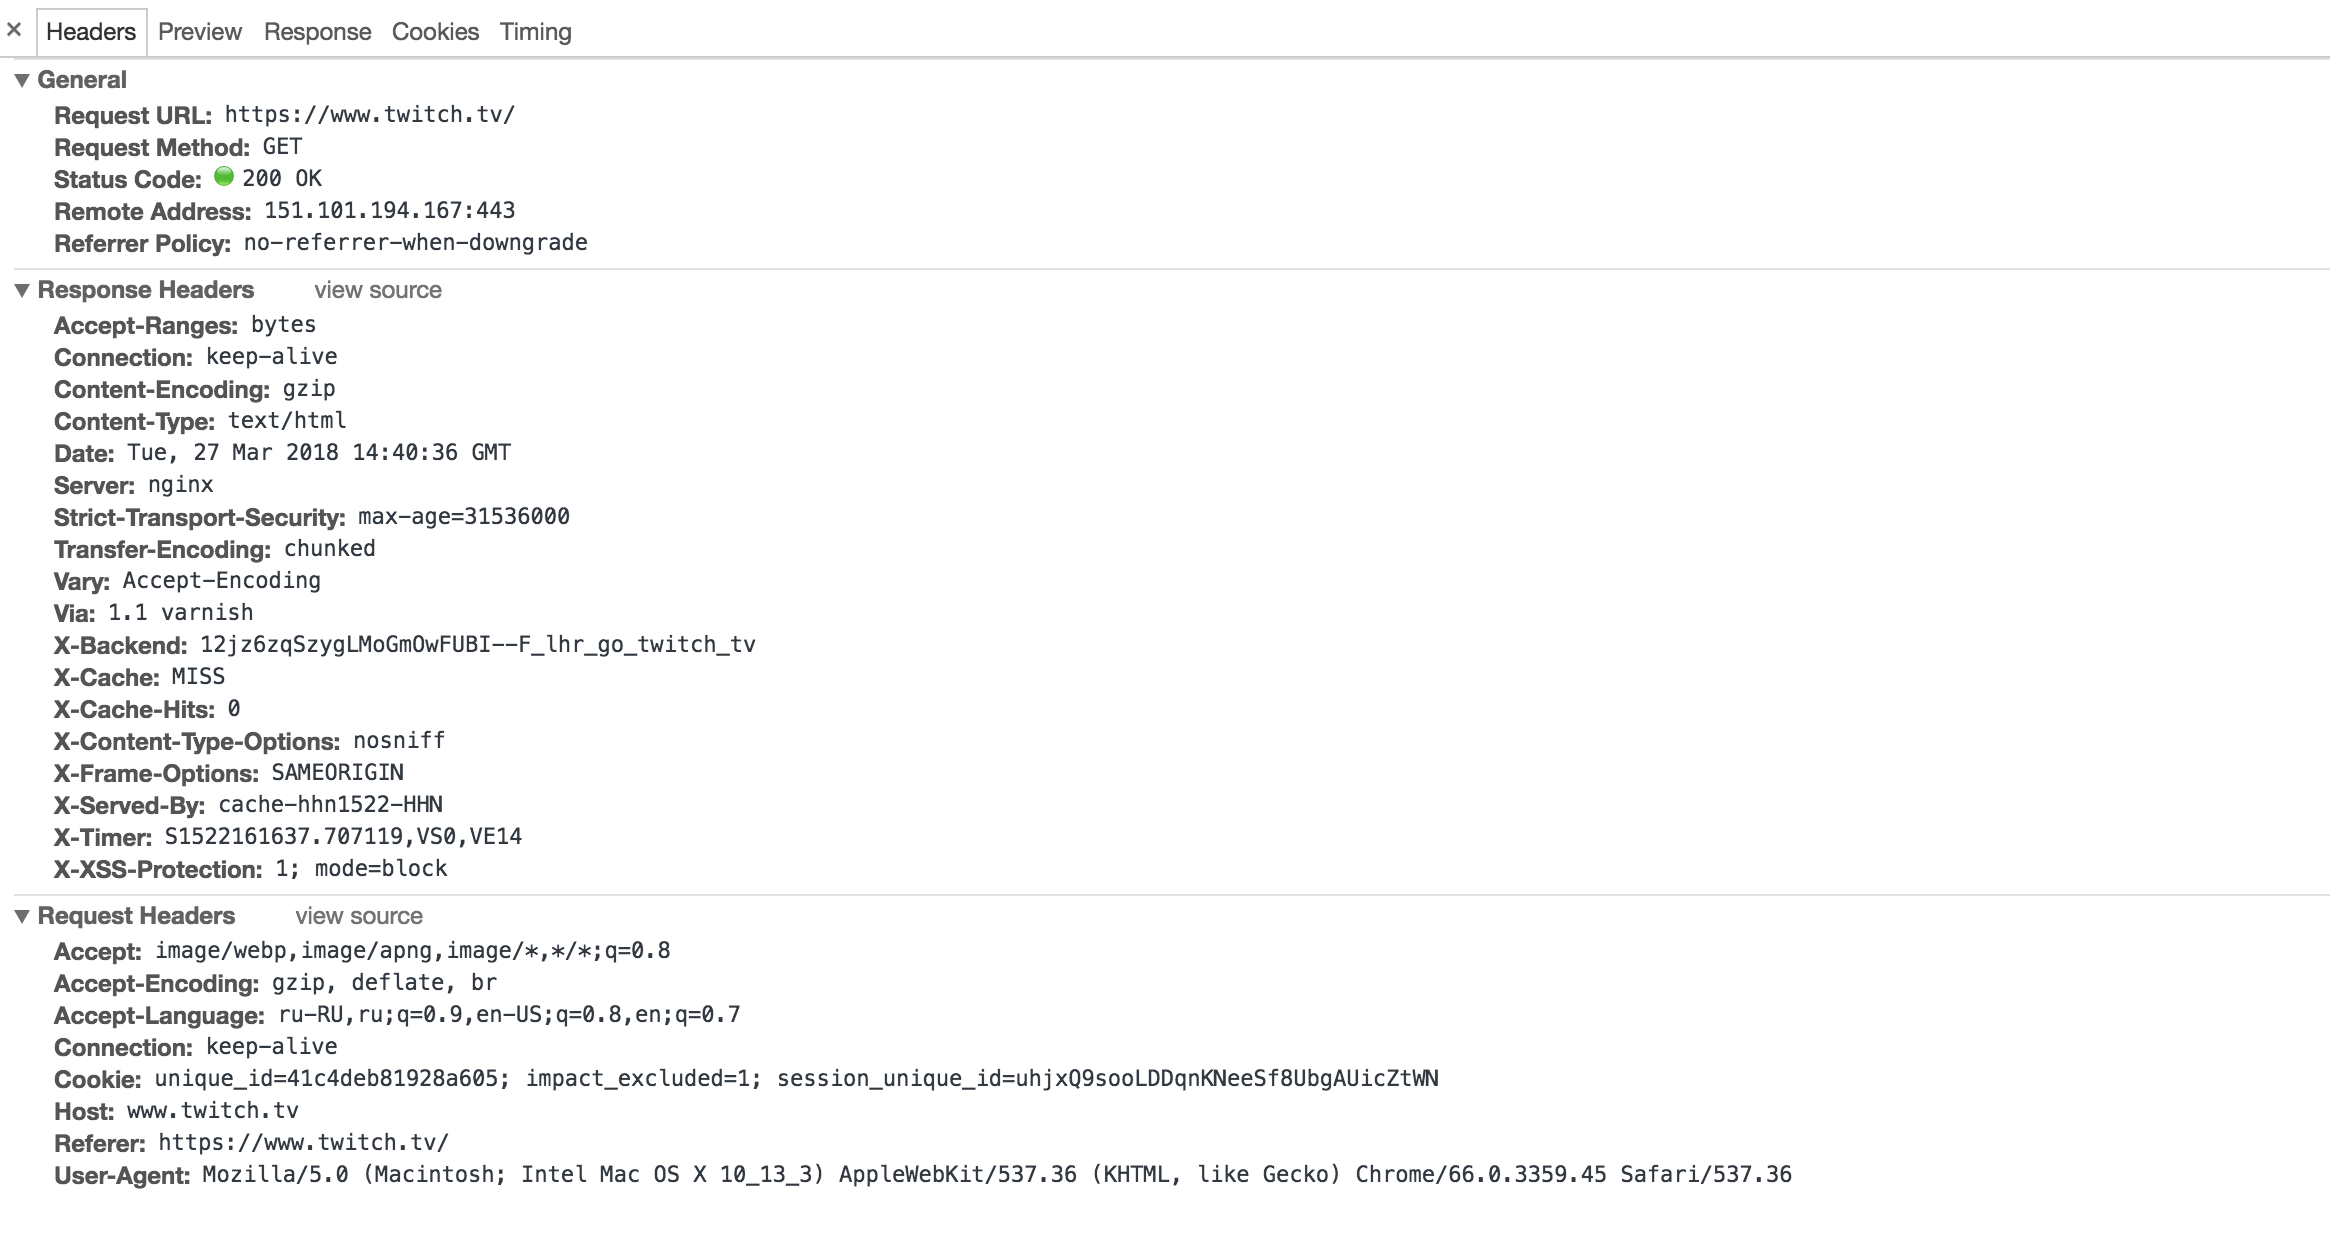 × Headers Preview Response Cookies Timing
▼ General
Request URL: https://www.twitch.tv/
Request Method: GET
Status Code: 200 OK
Remote Address: 151.101.194.167:443
Referrer Policy: no-referrer-when-downgrade
▼ Response Headers view source
Accept-Ranges: bytes
Connection: keep-alive
Content-Encoding: gzip
Content-Type: text/html
Date: Tue, 27 Mar 2018 14:40:36 GMT
Server: nginx
Strict-Transport-Security: max-age=31536000
Transfer-Encoding: chunked
Vary: Accept-Encoding
Via: 1.1 varnish
X-Backend: 12jz6zqSzygLMoGmOwFUBI--F_lhr_go_twitch_tv
X-Cache: MISS
X-Cache-Hits: 0
X-Content-Type-Options: nosniff
X-Frame-Options: SAMEORIGIN
X-Served-By: cache-hhn1522-HHN
X-Timer: S1522161637.707119,VS0,VE14
X-XSS-Protection: 1; mode=block
▼ Request Headers view source
Accept: image/webp,image/apng,image/*,*/*;q=0.8
Accept-Encoding: gzip, deflate, br
Accept-Language: ru-RU,ru;q=0.9,en-US;q=0.8,en;q=0.7
Connection: keep-alive
Cookie: unique_id=41c4deb81928a605; impact_excluded=1; session_unique_id=uhjxQ9sooLDDqnKNeeSf8UbgAUicZtWN
Host: www.twitch.tv
Referer: https://www.twitch.tv/
User-Agent: Mozilla/5.0 (Macintosh; Intel Mac OS X 10_13_3) AppleWebKit/537.36 (KHTML, like Gecko) Chrome/66.0.3359.45 Safari/537.36